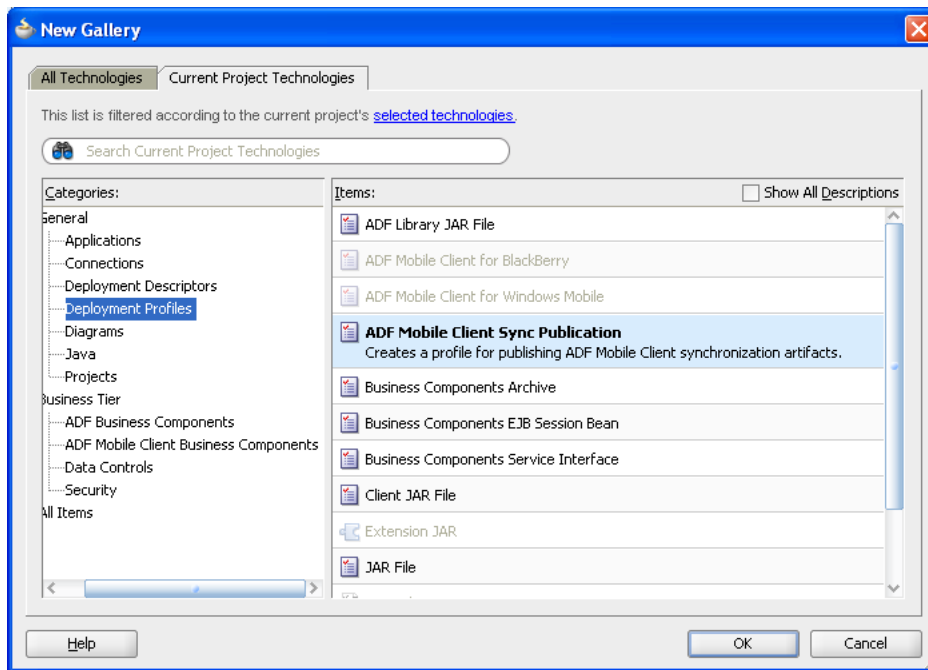 New Gallery
All Technologies
Current Project Technologies
This list is filtered according to the current project's selected technologies.
Search Current Project Technologies
Categories:
General
Applications
Connections
Deployment Descriptors
Deployment Profiles
Diagrams
Java
Projects
Business Tier
ADF Business Components
ADF Mobile Client Business Components
Data Controls
Security
All Items
Items:
Show All Descriptions
ADF Library JAR File
ADF Mobile Client for BlackBerry
ADF Mobile Client for Windows Mobile
ADF Mobile Client Sync Publication
Creates a profile for publishing ADF Mobile Client synchronization artifacts.
Business Components Archive
Business Components EJB Session Bean
Business Components Service Interface
Client JAR File
Extension JAR
JAR File
Help
OK
Cancel